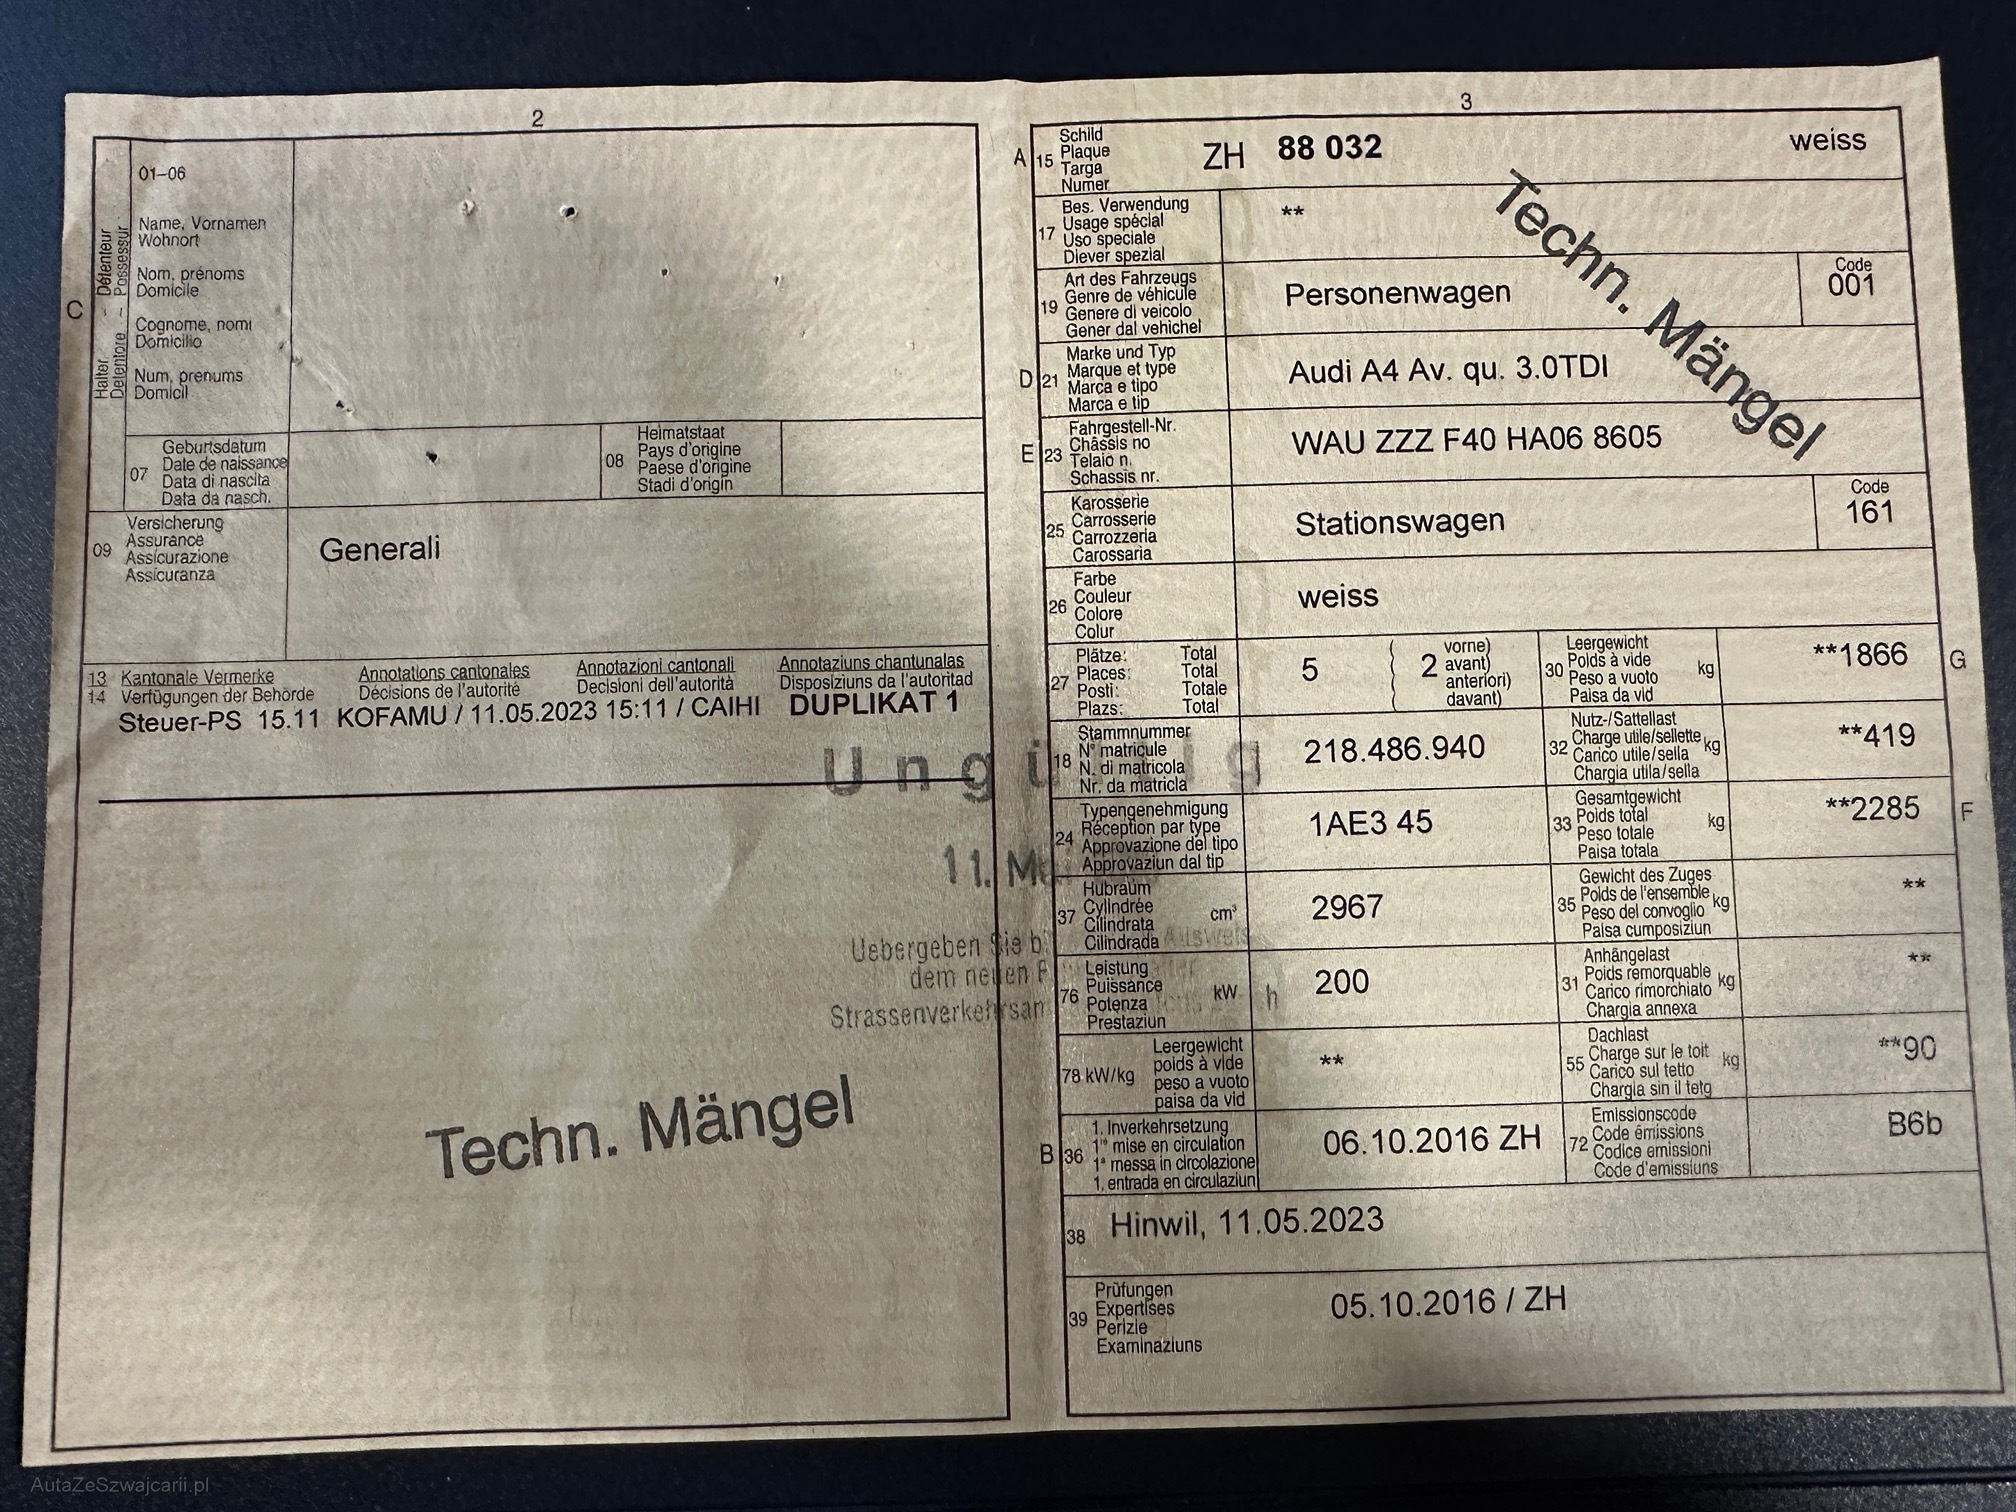 2
01–06
Name, Vornamen
Wohnort
Nom, prénoms
Domicile
Cognome, nomi
Domicilio
Num, prenums
Domicil
C
Halter – Détenteur
Detentore – Possessur
07
Geburtsdatum
Date de naissance
Data di nascita
Data da nasch.
08
Heimatstaat
Pays d'origine
Paese d'origine
Stadi d'origin
09
Versicherung
Assurance
Assicurazione
Assicuranza
Generali
13 Kantonale Vermerke Annotations cantonales Annotazioni cantonali Annotaziuns chantunalas
14 Verfügungen der Behörde Décisions de l'autorité Decisioni dell'autorità Disposiziuns da l'autoritad
Steuer-PS 15.11 KOFAMU / 11.05.2023 15:11 / CAIHI DUPLIKAT 1
11.
Uebergeben Sie
dem neuen
Techn. Mängel
3
A 15
Schild
Plaque
Targa
Numer
ZH 88 032 weiss
Techn. Mängel
17
Bes. Verwendung
Usage spécial
Uso speciale
Diever spezial
**
19
Art des Fahrzeugs
Genre de véhicule
Genere di veicolo
Gener dal vehichel
Personenwagen
Code
001
D 21
Marke und Typ
Marque et type
Marca e tipo
Marca e tip
Audi A4 Av. qu. 3.0TDI
E 23
Fahrgestell-Nr.
Châssis no
Telaio n.
Schassis nr.
WAU ZZZ F40 HA06 8605
25
Karosserie
Carrosserie
Carrozzeria
Carossaria
Stationswagen
Code
161
26
Farbe
Couleur
Colore
Colur
weiss
27
Plätze: Total
Places: Total
Posti: Totale
Plazs: Total
5
2
vorne)
avant)
anteriori)
davant)
30
Leergewicht
Poids à vide
Peso a vuoto
Paisa da vid
kg
**1866
G
18
Stammnummer
N° matricule
N. di matricola
Nr. da matricla
218.486.940
32
Nutz-/Sattellast
Charge utile/sellette
Carico utile/sella
Chargia utila/sella
kg
**419
24
Typengenehmigung
Réception par type
Approvazione del tipo
Approvaziun dal tip
1AE3 45
33
Gesamtgewicht
Poids total
Peso totale
Paisa totala
kg
**2285
F
37
Hubraum
Cylindrée
Cilindrata
Cilindrada
cm³
2967
35
Gewicht des Zuges
Poids de l'ensemble
Peso del convoglio
Paisa cumposiziun
kg
**
76
Leistung
Puissance
Potenza
Prestaziun
kW
200
31
Anhängelast
Poids remorquable
Carico rimorchiato
Chargia annexa
kg
**
78 kW/kg
Leergewicht
poids à vide
peso a vuoto
paisa da vid
**
55
Dachlast
Charge sur le toit
Carico sul tetto
Chargia sin il tetg
kg
**90
B 36
1. Inverkehrsetzung
1re mise en circulation
1a messa in circolazione
1. entrada en circulaziun
06.10.2016 ZH
72
Emissionscode
Code émissions
Codice emissioni
Code d'emissiuns
B6b
38
Hinwil, 11.05.2023
39
Prüfungen
Expertises
Perizie
Examinaziuns
05.10.2016 / ZH
AutaZeSzwajcarii.pl